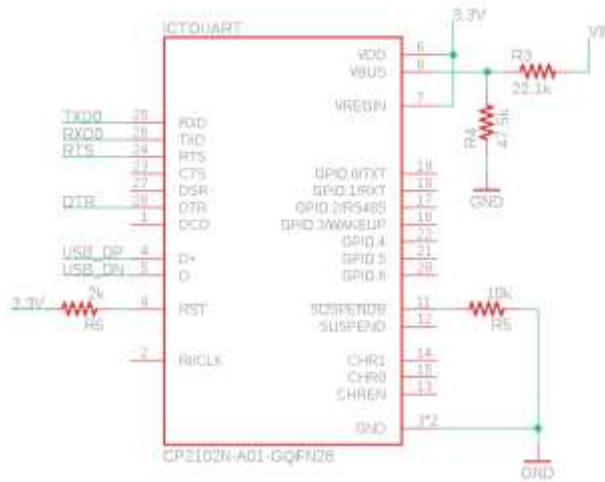 ICTOUART
3.3V
VDD 6
VBUS 8
VREGIN 7
R3
22.1k
R4
47.5k
GND
TXD0 25 RXD
RXD0 26 TXD
RTS 24 RTS
23 CTS
27 DSR
DTR 28 DTR
1 DCD
USB_DP 4 D+
USB_DN 5 D-
3.3V 2k R6 9 RST
2 RI/CLK
GPIO.0/TXT 19
GPIO.1/RXT 18
GPIO.2/RS485 17
GPIO.3/WAKEUP 16
GPIO.4 22
GPIO.5 21
GPIO.6 20
SUSPENDB 11
10k
R5
SUSPEND 12
CHR1 14
CHR0 15
CHREN 13
GND 3*2
CP2102N-A01-GQFN28
GND